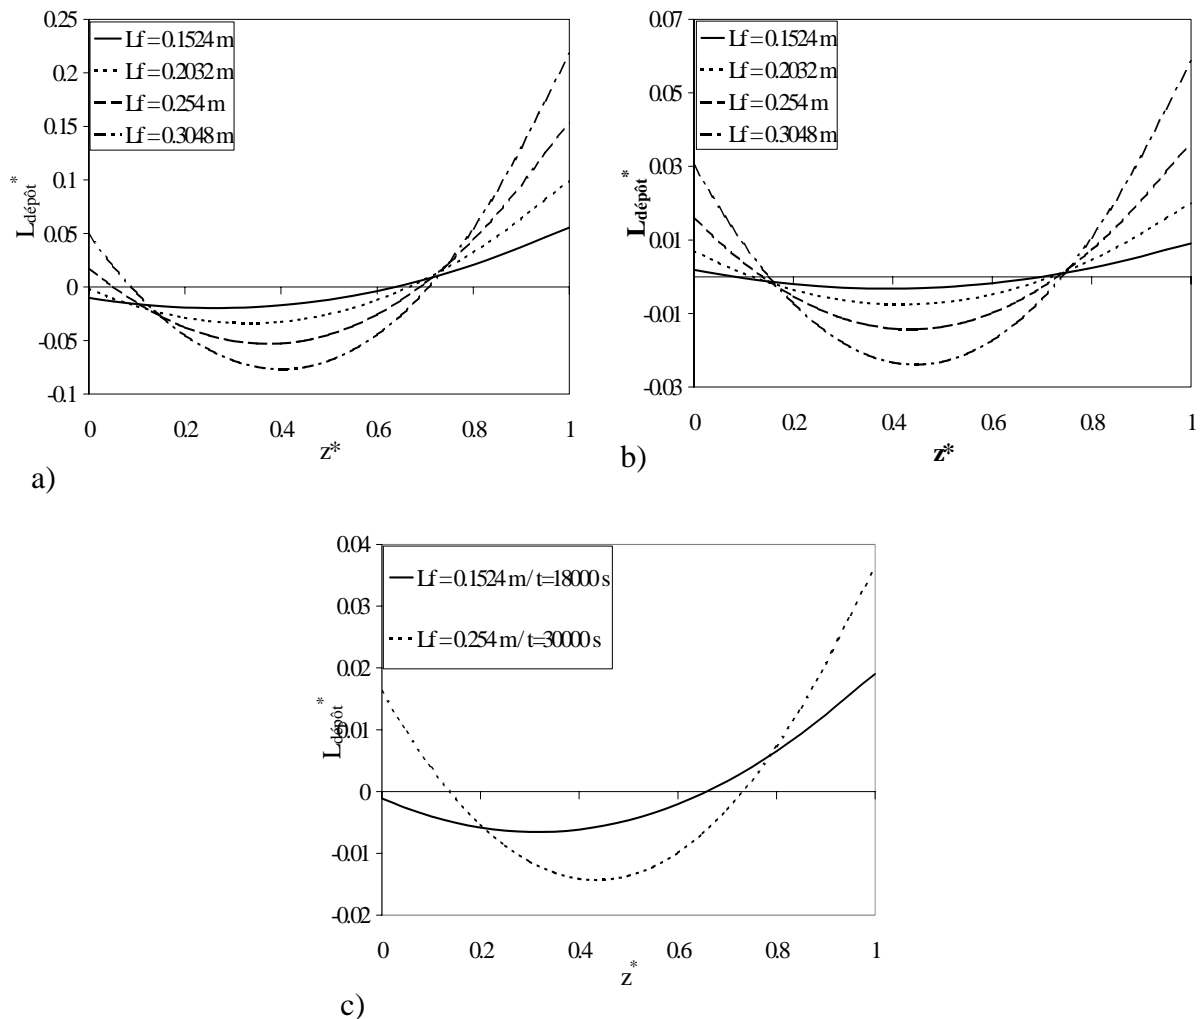 0.25
0.2
0.15
0.1
0.05
0
-0.05
-0.1
L dépôt *
Lf = 0.1524 m
Lf = 0.2032 m
Lf = 0.254 m
Lf = 0.3048 m
0 0.2 0.4 0.6 0.8 1
z*
a)
0.07
0.05
0.03
0.01
-0.01
-0.03
L dépôt *
Lf = 0.1524 m
Lf = 0.2032 m
Lf = 0.254 m
Lf = 0.3048 m
0 0.2 0.4 0.6 0.8 1
z*
b)
0.04
0.03
0.02
0.01
0
-0.01
-0.02
L dépôt *
Lf = 0.1524 m / t=18000 s
Lf = 0.254 m / t=30000 s
0 0.2 0.4 0.6 0.8 1
z*
c)